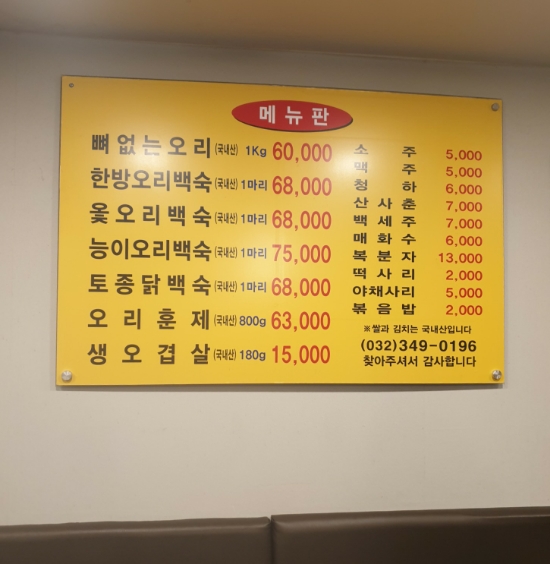 메뉴판
뼈없는오리(국내산) 1Kg 60,000
한방오리백숙(국내산) 1마리 68,000
옻오리백숙(국내산) 1마리 68,000
능이오리백숙(국내산) 1마리 75,000
토종닭백숙(국내산) 1마리 68,000
오리훈제(국내산) 800g 63,000
생오겹살(국내산) 180g 15,000
소주 5,000
맥주 5,000
청하 6,000
산사춘 7,000
백세주 7,000
매화수 6,000
복분자 13,000
떡사리 2,000
야채사리 5,000
볶음밥 2,000
※쌀과 김치는 국내산입니다
(032)349-0196
찾아주셔서 감사합니다